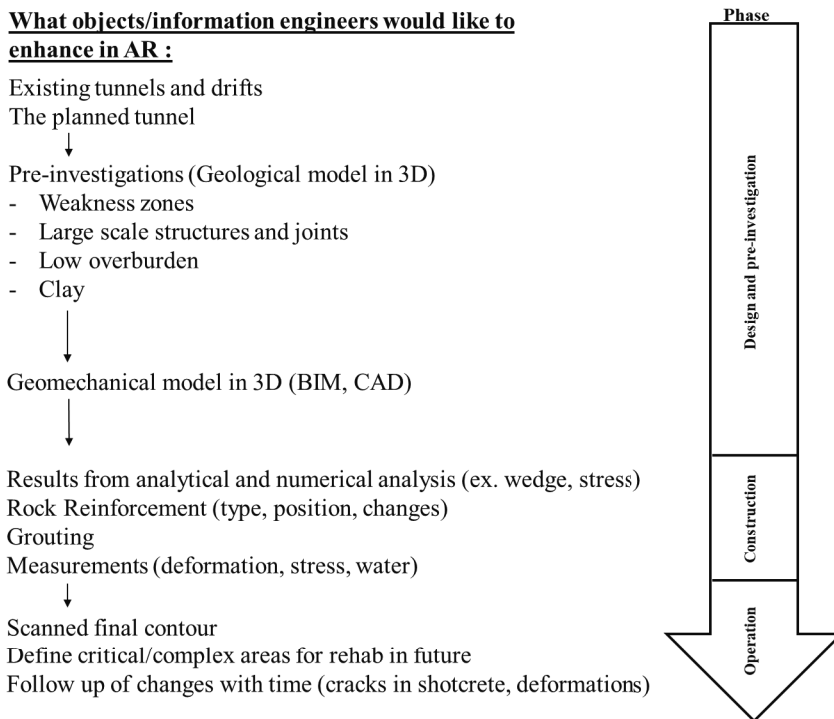 What objects/information engineers would like to
enhance in AR :
Existing tunnels and drifts
The planned tunnel
Pre-investigations (Geological model in 3D)
- Weakness zones
- Large scale structures and joints
- Low overburden
- Clay
Geomechanical model in 3D (BIM, CAD)
Results from analytical and numerical analysis (ex. wedge, stress)
Rock Reinforcement (type, position, changes)
Grouting
Measurements (deformation, stress, water)
Scanned final contour
Define critical/complex areas for rehab in future
Follow up of changes with time (cracks in shotcrete, deformations)
Phase
Design and pre-investigation
Construction
Operation